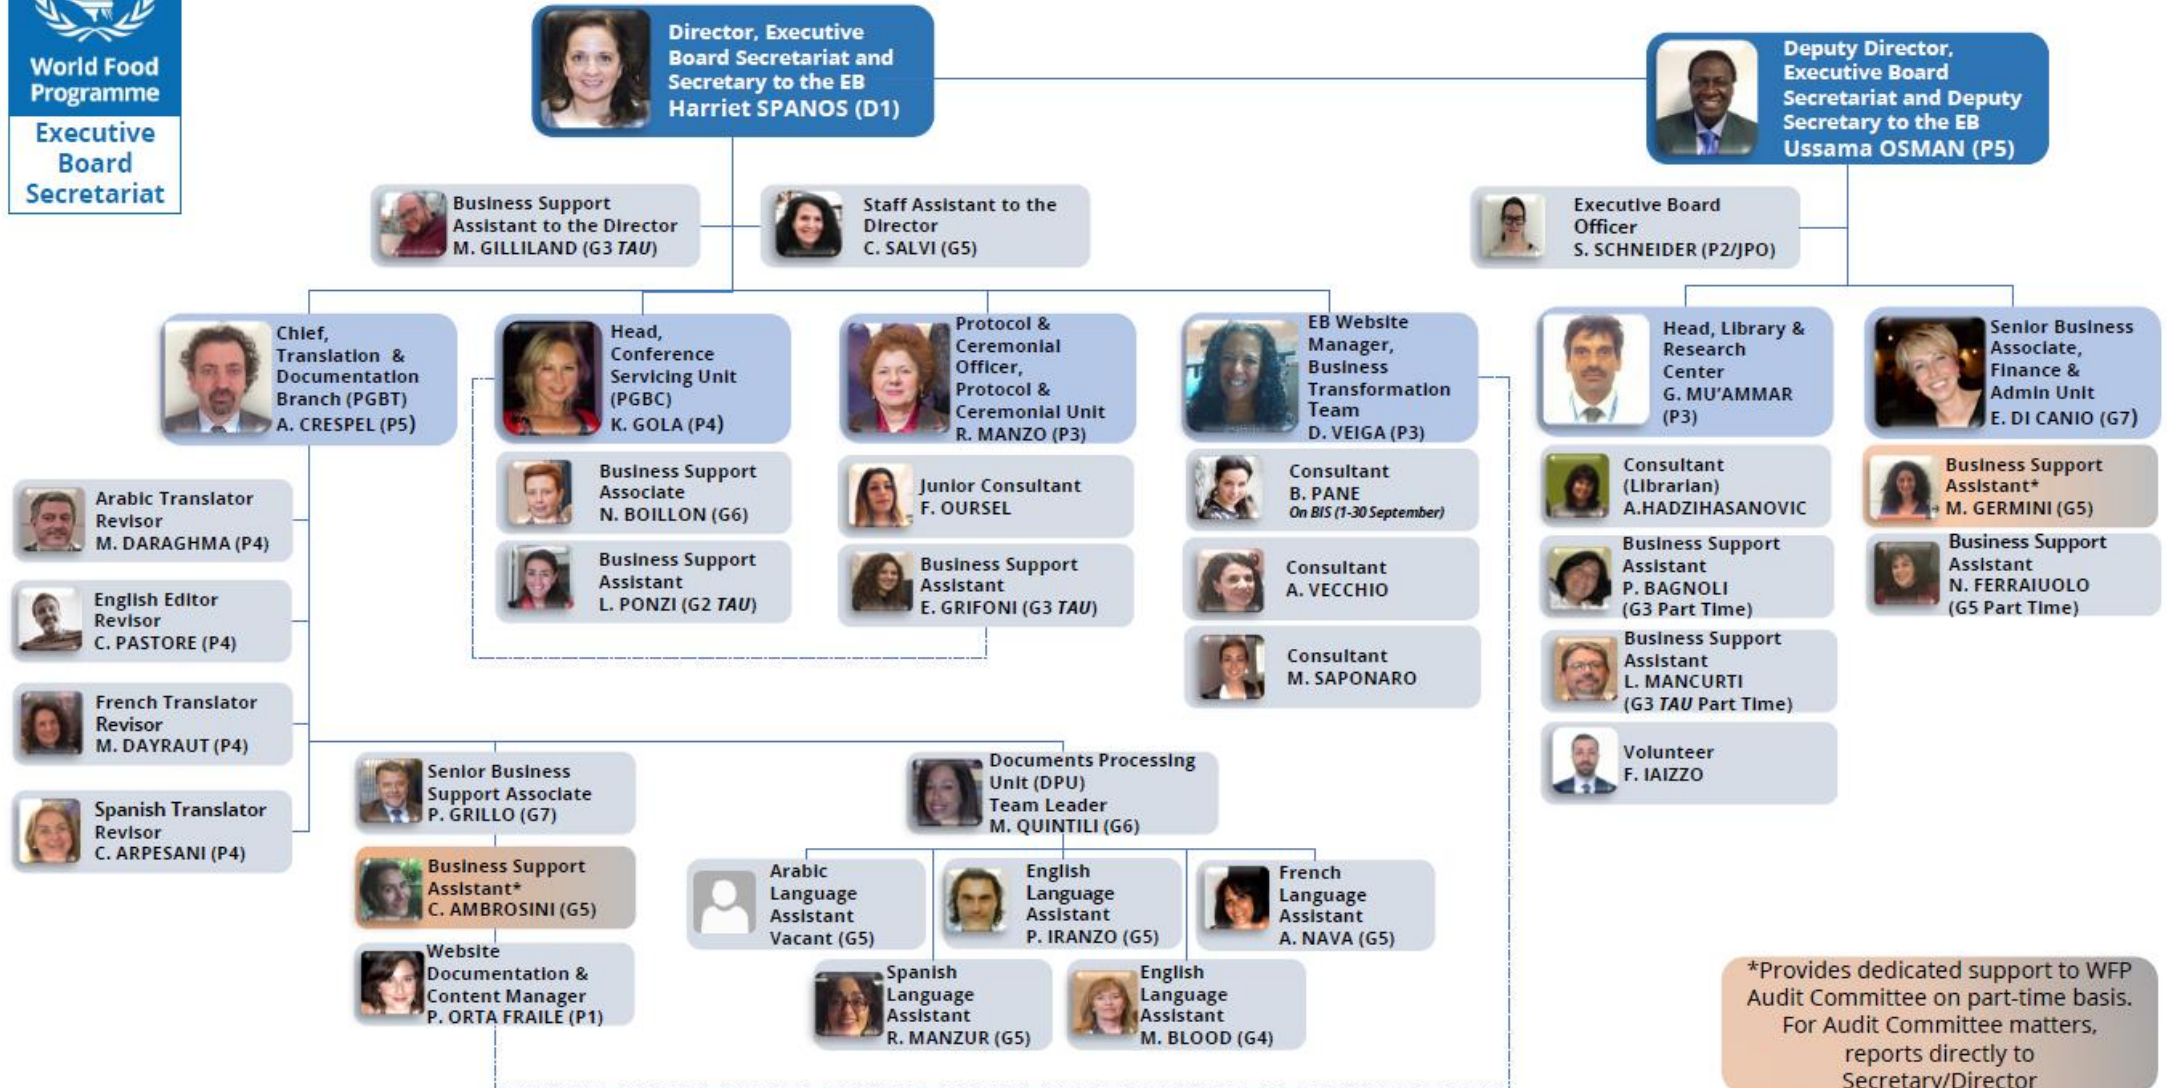 World Food
Programme
Executive
Board
Secretariat
Director, Executive
Board Secretariat and
Secretary to the EB
Harriet SPANOS (D1)
Deputy Director,
Executive Board
Secretariat and Deputy
Secretary to the EB
Ussama OSMAN (P5)
Business Support
Assistant to the Director
M. GILLILAND (G3 TAU)
Staff Assistant to the
Director
C. SALVI (G5)
Executive Board
Officer
S. SCHNEIDER (P2/JPO)
Chief,
Translation &
Documentation
Branch (PGBT)
A. CRESPEL (P5)
Head,
Conference
Servicing Unit
(PGBC)
K. GOLA (P4)
Protocol &
Ceremonial
Officer,
Protocol &
Ceremonial Unit
R. MANZO (P3)
EB Website
Manager,
Business
Transformation
Team
D. VEIGA (P3)
Head, Library &
Research
Center
G. MU'AMMAR
(P3)
Senior Business
Associate,
Finance &
Admin Unit
E. DI CANIO (G7)
Arabic Translator
Revisor
M. DARAGHMA (P4)
English Editor
Revisor
C. PASTORE (P4)
French Translator
Revisor
M. DAYRAUT (P4)
Spanish Translator
Revisor
C. ARPESANI (P4)
Business Support
Associate
N. BOILLON (G6)
Business Support
Assistant
L. PONZI (G2 TAU)
Junior Consultant
F. OURSEL
Business Support
Assistant
E. GRIFONI (G3 TAU)
Consultant
B. PANE
On BIS (1-30 September)
Consultant
A. VECCHIO
Consultant
M. SAPONARO
Consultant
(Librarian)
A.HADZIHASANOVIC
Business Support
Assistant
P. BAGNOLI
(G3 Part Time)
Business Support
Assistant
L. MANCURTI
(G3 TAU Part Time)
Volunteer
F. IAIZZO
Business Support
Assistant*
M. GERMINI (G5)
Business Support
Assistant
N. FERRAIUOLO
(G5 Part Time)
Senior Business
Support Associate
P. GRILLO (G7)
Business Support
Assistant*
C. AMBROSINI (G5)
Website
Documentation &
Content Manager
P. ORTA FRAILE (P1)
Documents Processing
Unit (DPU)
Team Leader
M. QUINTILI (G6)
Arabic
Language
Assistant
Vacant (G5)
English
Language
Assistant
P. IRANZO (G5)
French
Language
Assistant
A. NAVA (G5)
Spanish
Language
Assistant
R. MANZUR (G5)
English
Language
Assistant
M. BLOOD (G4)
*Provides dedicated support to WFP
Audit Committee on part-time basis.
For Audit Committee matters,
reports directly to
Secretary/Director